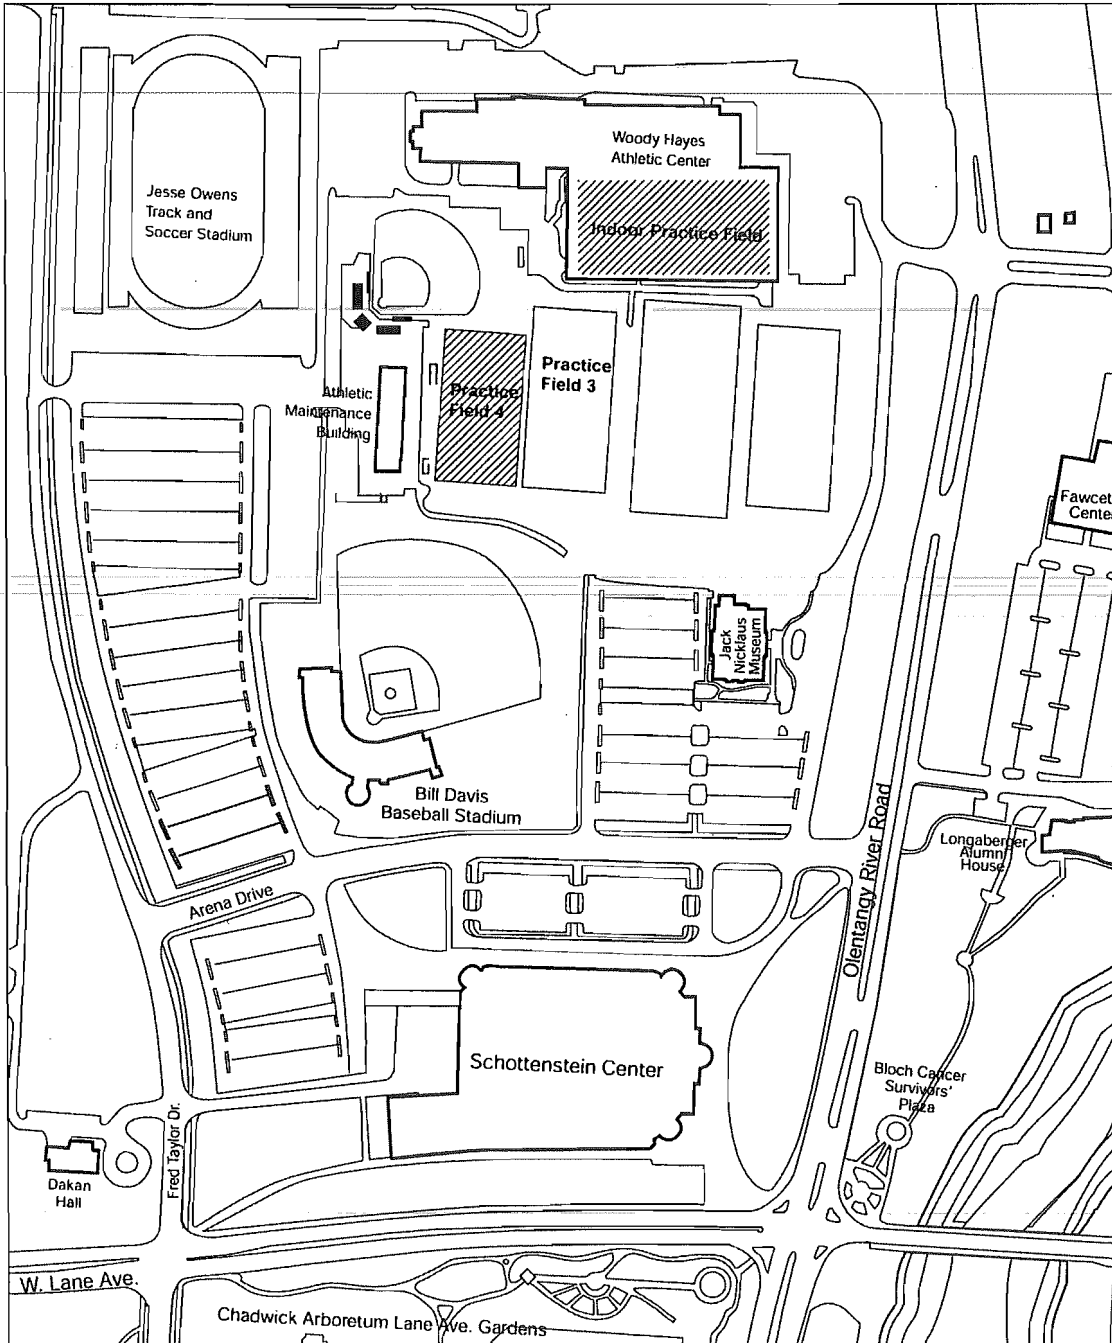 Woody Hayes
Athletic Center
Jesse Owens
Track and
Soccer Stadium
Indoor Practice Field
Practice
Field 3
Practice
Field 4
Athletic
Maintenance
Building
Fawcet
Cente
Jack
Nicklaus
Museum
Bill Davis
Baseball Stadium
Olentangy River Road
Longaberger
Alumni
House
Arena Drive
Schottenstein Center
Bloch Cancer
Survivors'
Plaza
Fred Taylor Dr.
Dakan
Hall
W. Lane Ave.
Chadwick Arboretum Lane Ave. Gardens